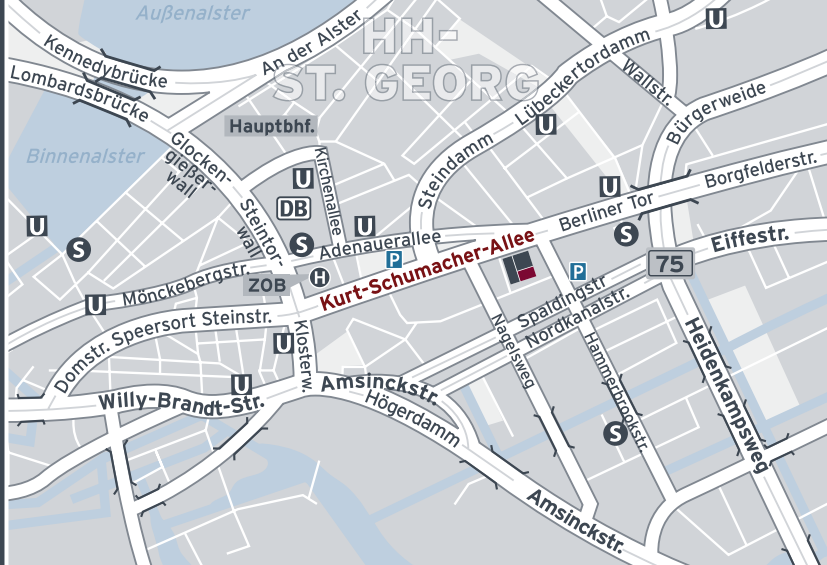 Außenalster
U
HH-
An der Alster
ST. GEORG
Kennedybrücke
Lombardsbrücke
Lübeckertordamm
Wallstr.
Bürgerweide
U
Hauptbhf.
Glocken-
gießer-
wall
Binnenalster
Kirchenallee
Steindamm
Borgfelderstr.
U
U
DB
Steintor-
wall
Berliner Tor
U
S
U
S
Adenauerallee
S
Eiffestr.
P
Kurt-Schumacher-Allee
H
ZOB
P
75
Mönckebergstr.
U
Spaldingstr
Nordkanalstr.
Domstr.
Speersort
Steinstr.
U
Klosterw.
Nagelsweg
Hammerbrookstr.
Heidenkampsweg
U
Willy-Brandt-Str.
Amsinckstr.
Högerdamm
S
Amsinckstr.